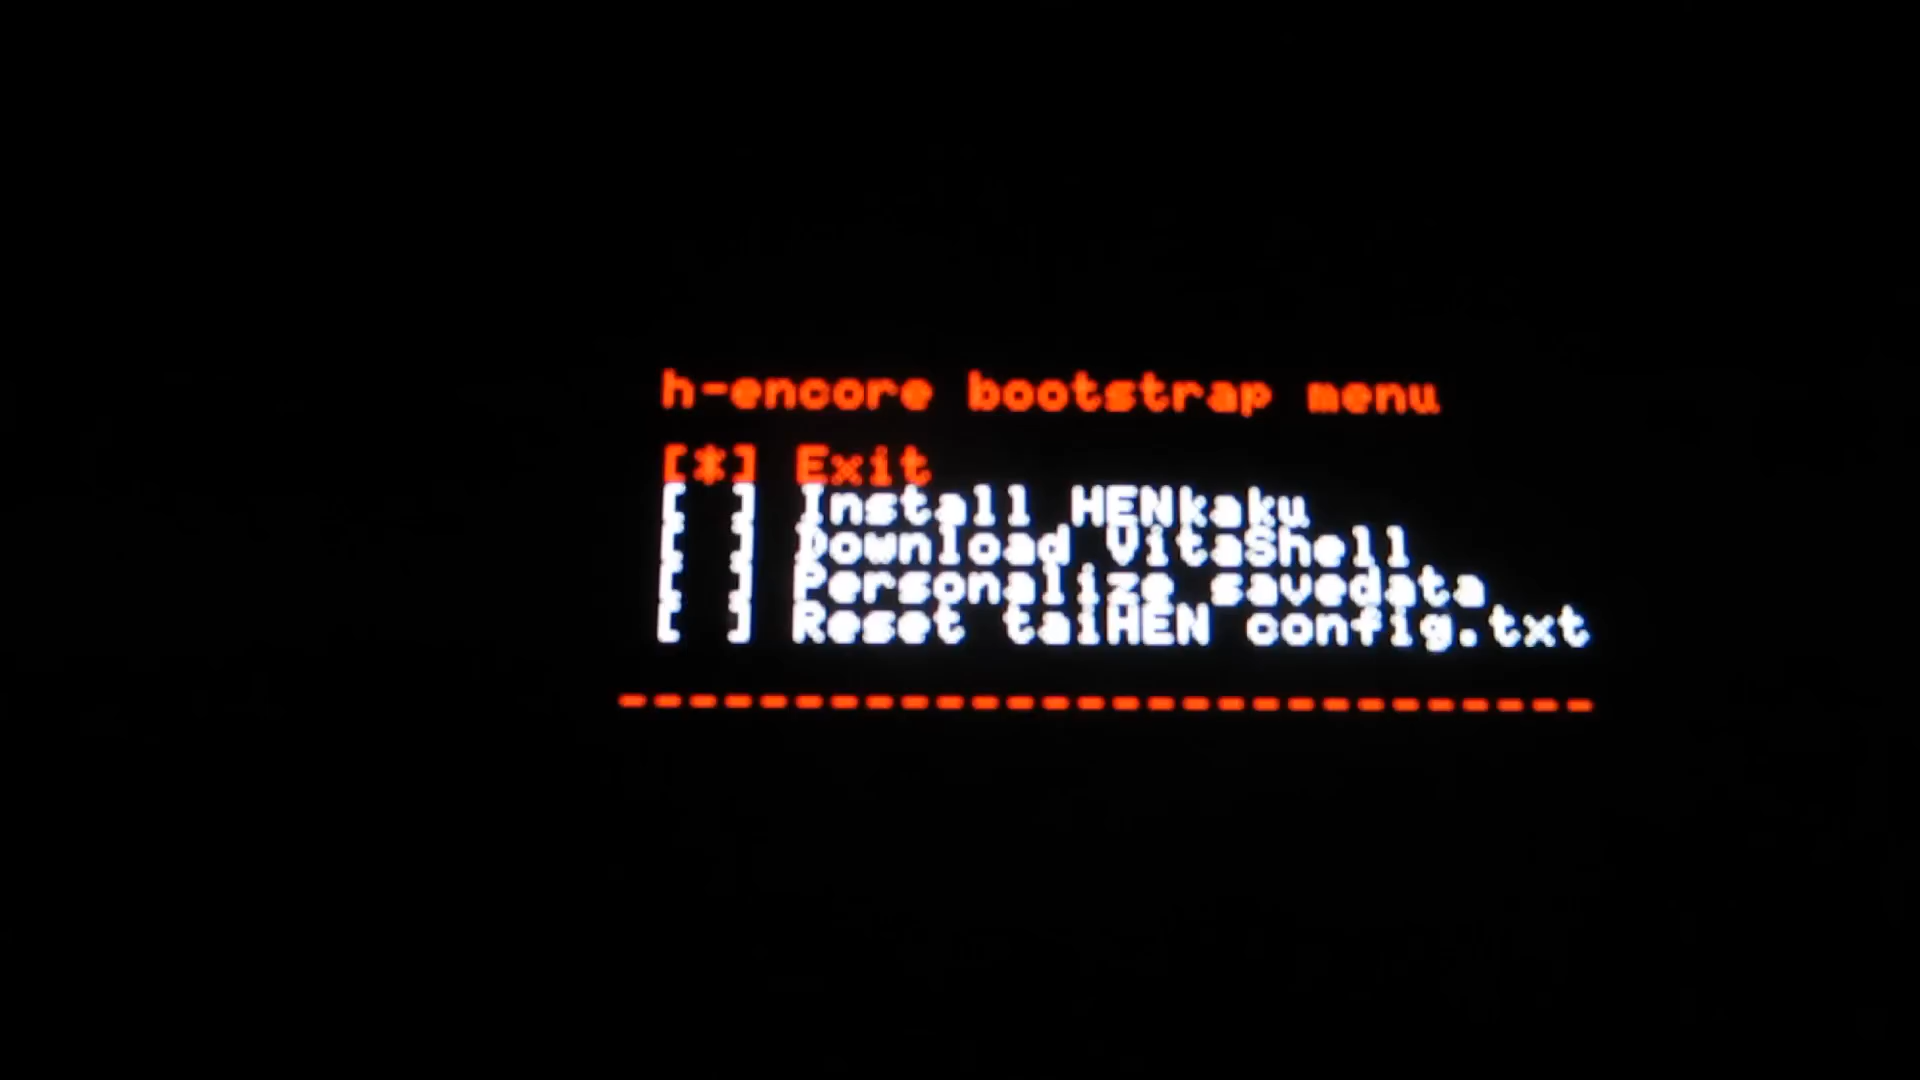 h-encore bootstrap menu
[*] Exit
[ ] Install HENkaku
[ ] Download VitaShell
[ ] Personalize savedata
[ ] Reset taiHEN config.txt
----------------------------